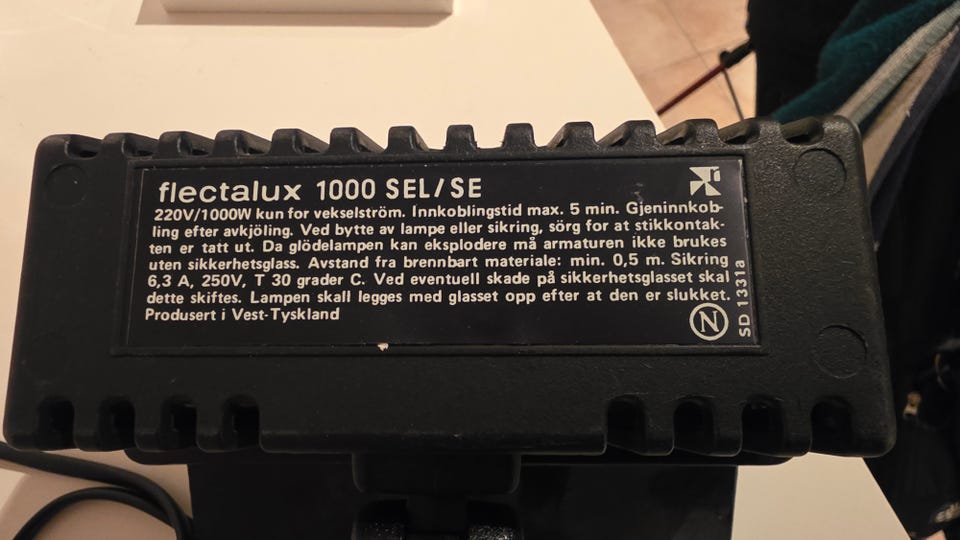 flectalux 1000 SEL/SE
220V/1000W kun for vekselström. Innkoblingstid max. 5 min. Gjeninnkob-
ling efter avkjöling. Ved bytte av lampe eller sikring, sörg for at stikkontak-
ten er tatt ut. Da glödelampen kan eksplodere må armaturen ikke brukes
uten sikkerhetsglass. Avstand fra brennbart materiale: min. 0,5 m. Sikring
6,3 A, 250V, T 30 grader C. Ved eventuell skade på sikkerhetsglasset skal
dette skiftes. Lampen skall legges med glasset opp efter at den er slukket.
Produsert i Vest-Tyskland
N
SD 1331a